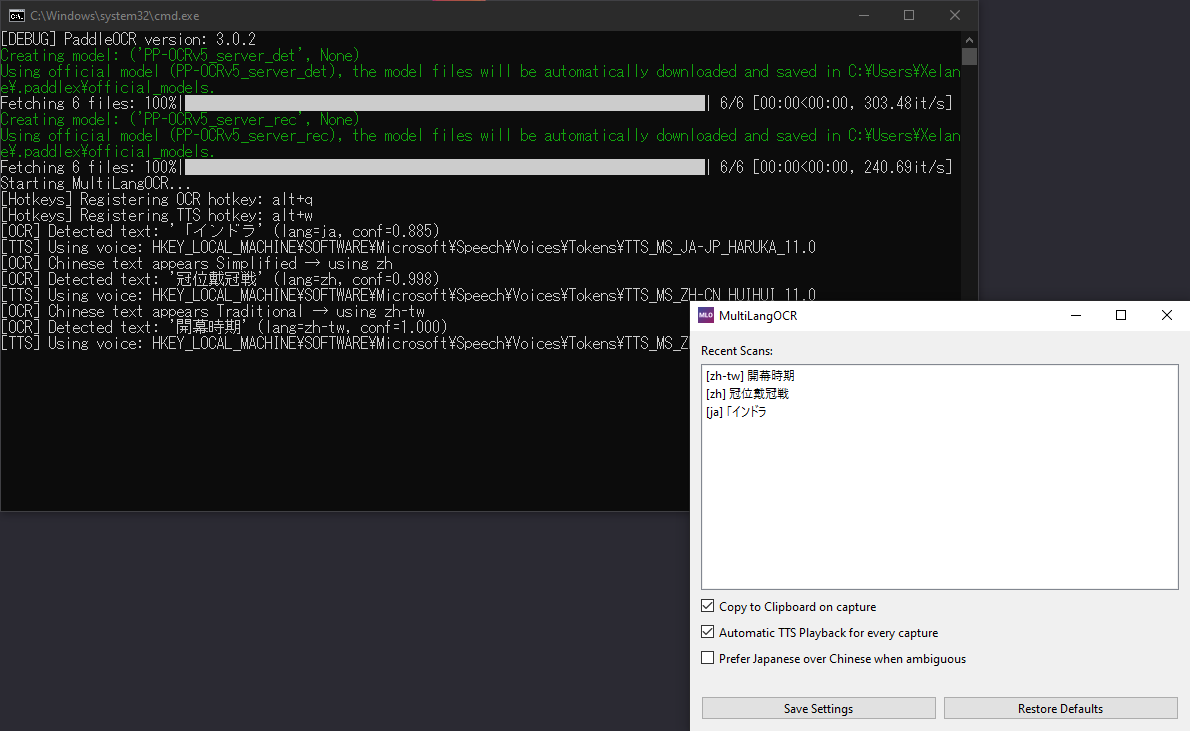 C:\Windows\system32\cmd.exe
[DEBUG] PaddleOCR version: 3.0.2
Creating model: ('PP-OCRv5_server_det', None)
Using official model (PP-OCRv5_server_det), the model files will be automatically downloaded and saved in C:¥Users¥Xelan
e¥.paddlex¥official_models.
Fetching 6 files: 100%| | 6/6 [00:00<00:00, 303.48it/s]
Creating model: ('PP-OCRv5_server_rec', None)
Using official model (PP-OCRv5_server_rec), the model files will be automatically downloaded and saved in C:¥Users¥Xelan
e¥.paddlex¥official_models.
Fetching 6 files: 100%| | 6/6 [00:00<00:00, 240.69it/s]
Starting MultiLangOCR...
[Hotkeys] Registering OCR hotkey: alt+q
[Hotkeys] Registering TTS hotkey: alt+w
[OCR] Detected text: '「インドラ' (lang=ja, conf=0.885)
[TTS] Using voice: HKEY_LOCAL_MACHINE¥SOFTWARE¥Microsoft¥Speech¥Voices¥Tokens¥TTS_MS_JA-JP_HARUKA_11.0
[OCR] Chinese text appears Simplified → using zh
[OCR] Detected text: '冠位戴冠戦' (lang=zh, conf=0.998)
[TTS] Using voice: HKEY_LOCAL_MACHINE¥SOFTWARE¥Microsoft¥Speech¥Voices¥Tokens¥TTS_MS_ZH-CN_HUIHUI_11.0
[OCR] Chinese text appears Traditional → using zh-tw
[OCR] Detected text: '開幕時期' (lang=zh-tw, conf=1.000)
[TTS] Using voice: HKEY_LOCAL_MACHINE¥SOFTWARE¥Microsoft¥Speech¥Voices¥Tokens¥TTS_MS_Z
MLO MultiLangOCR
Recent Scans:
[zh-tw] 開幕時期
[zh] 冠位戴冠戦
[ja] 「インドラ
Copy to Clipboard on capture
Automatic TTS Playback for every capture
Prefer Japanese over Chinese when ambiguous
Save Settings
Restore Defaults